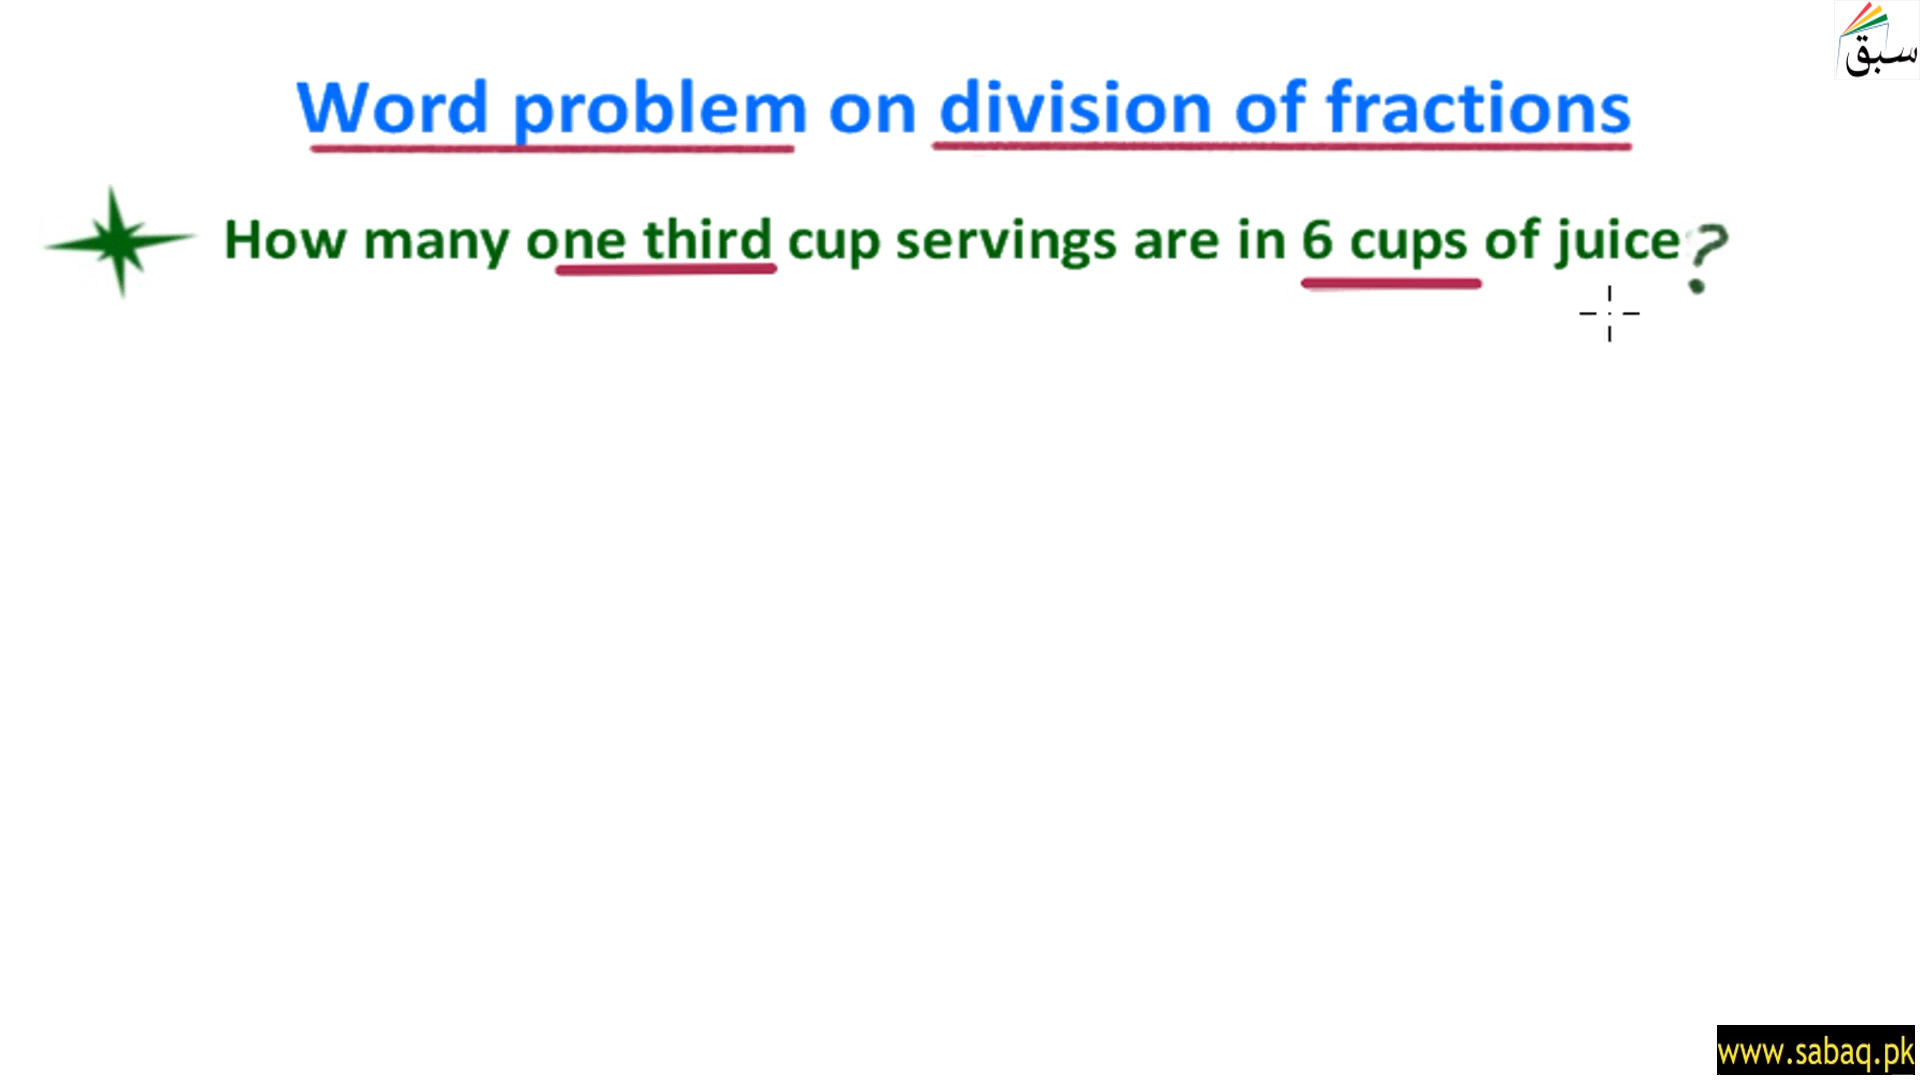 سبق
Word problem on division of fractions
How many one third cup servings are in 6 cups of juice?
www.sabaq.pk